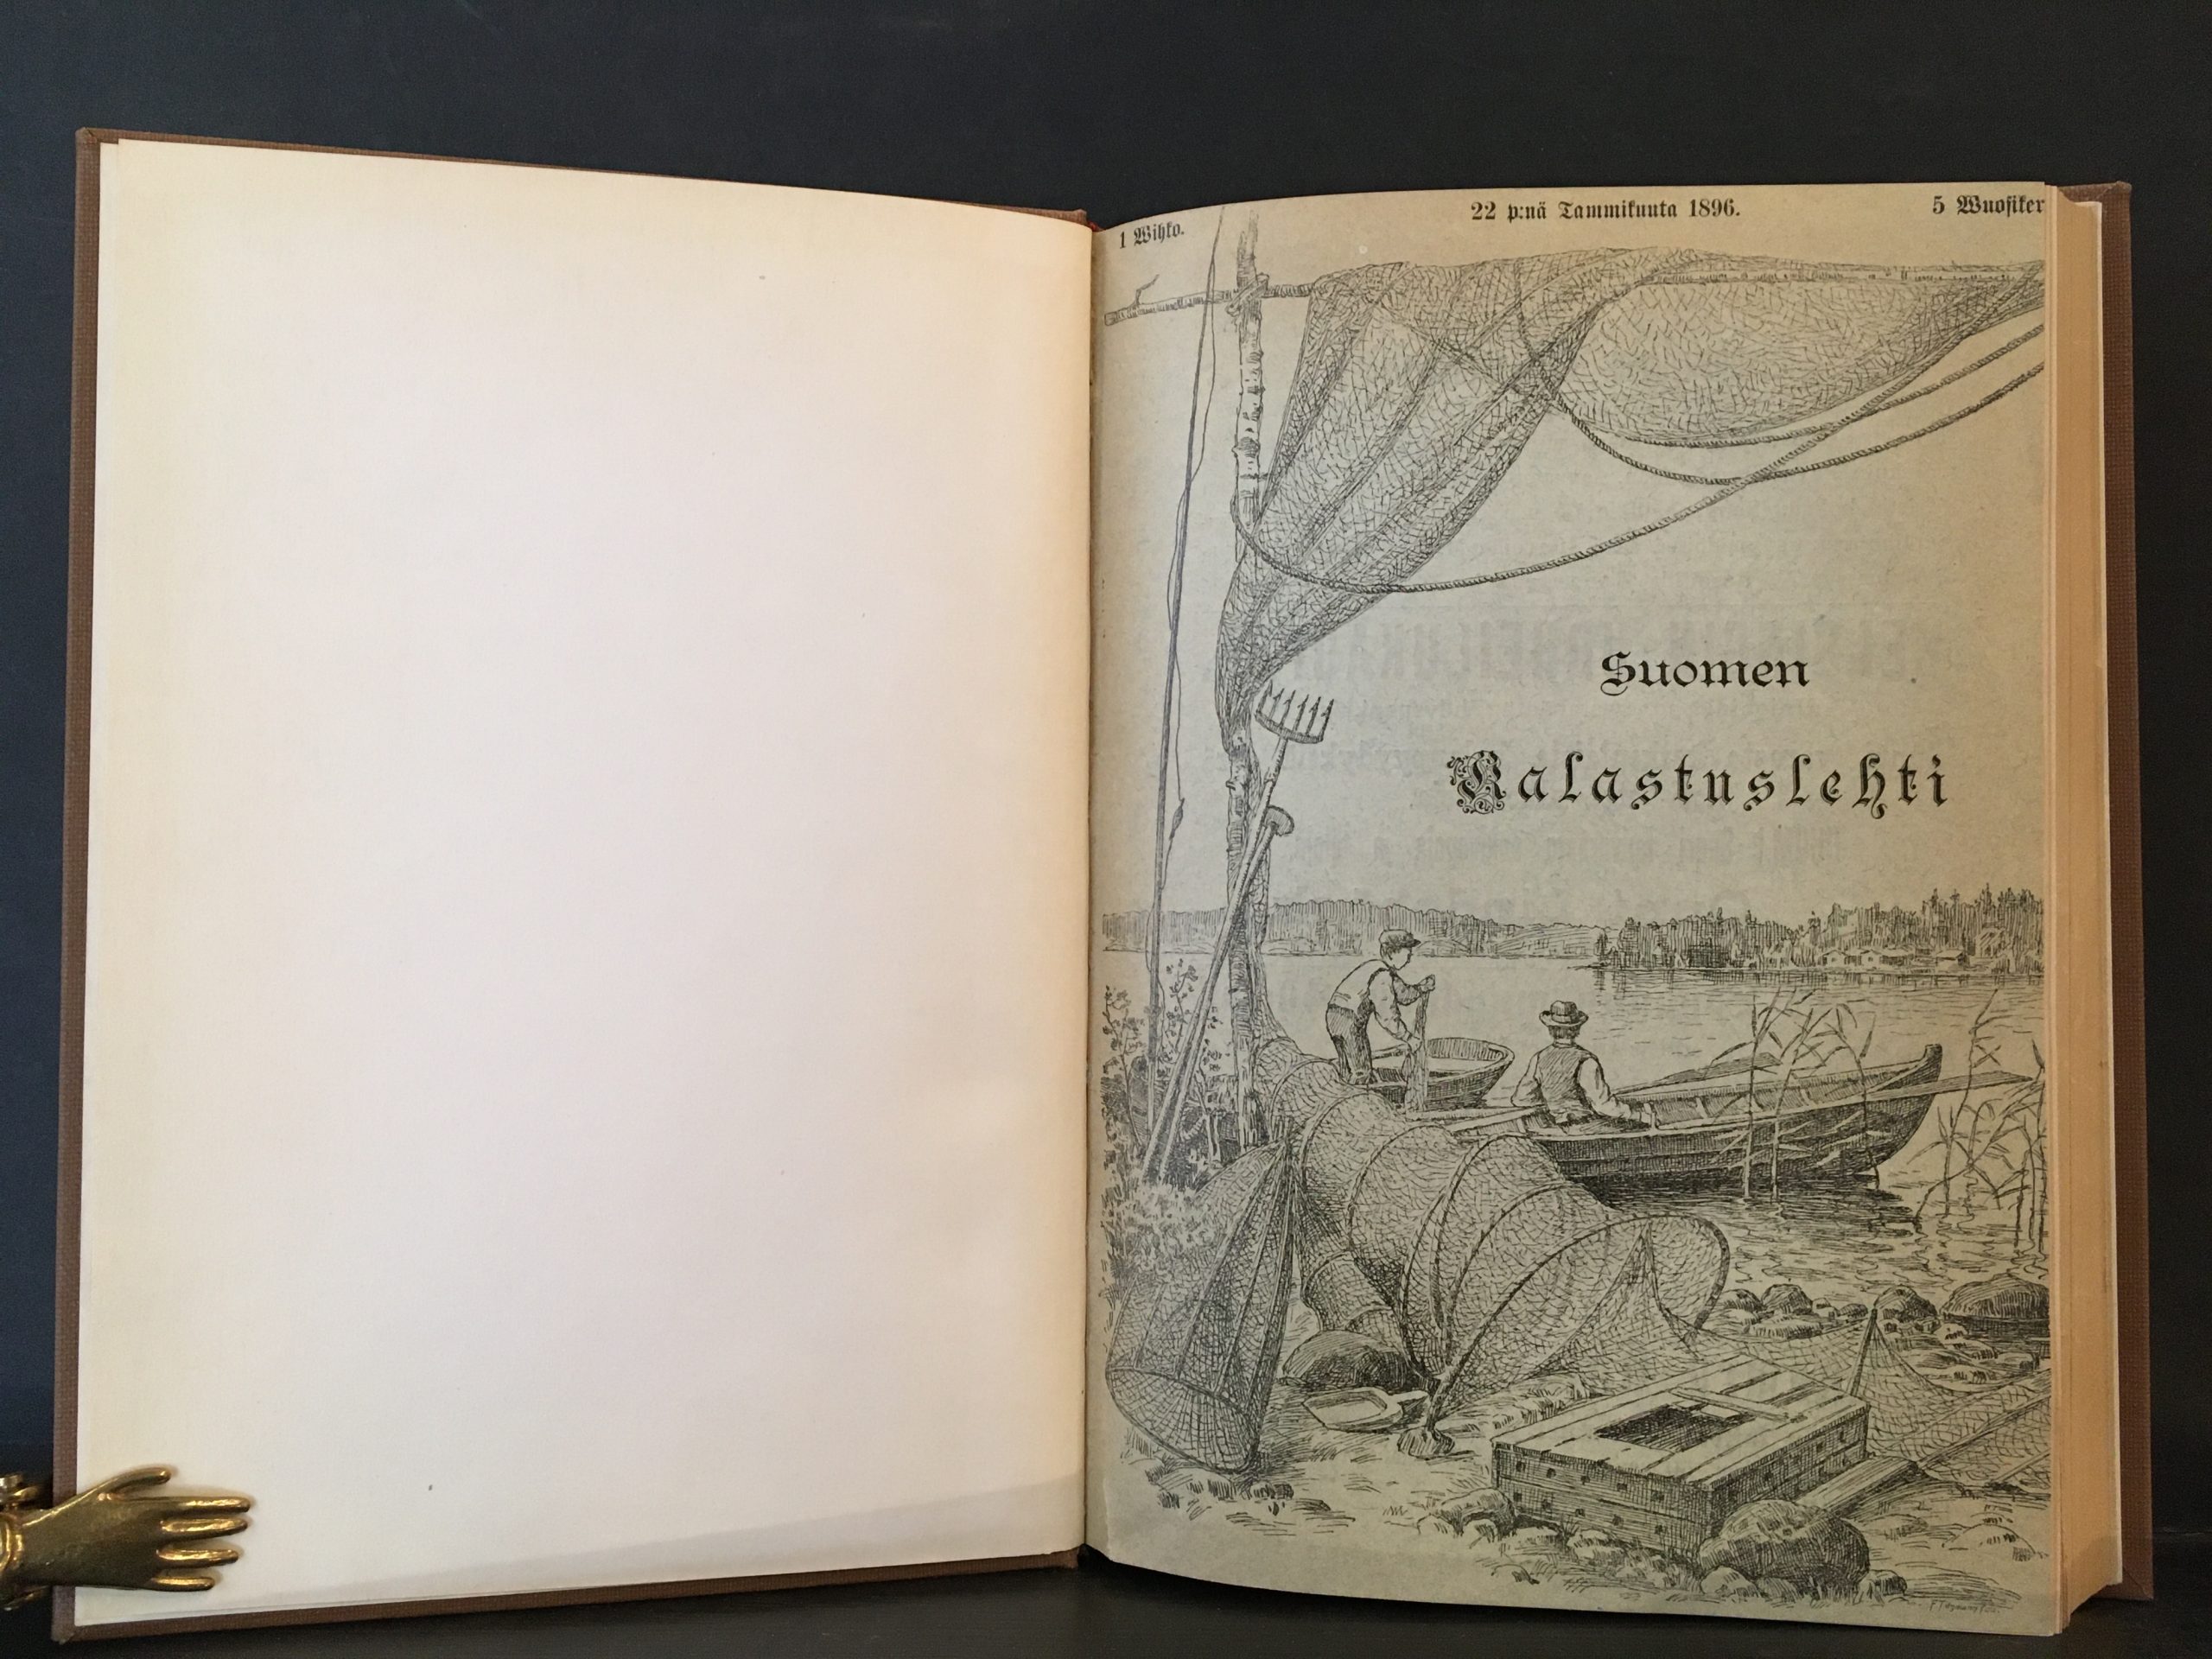 1 Wihko.
22 p:nä Tammikuuta 1896.
5 Wuosiker
Suomen
Kalastuslehti